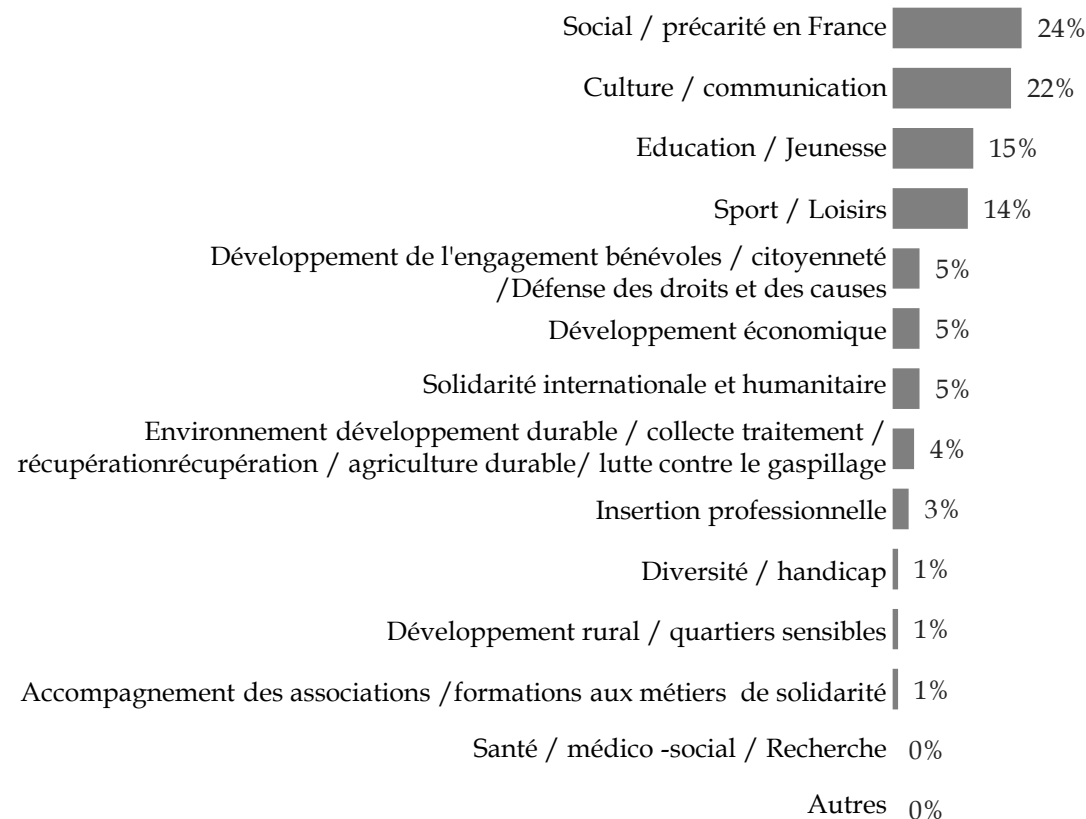 Social / précarité en France 24%
Culture / communication 22%
Education / Jeunesse 15%
Sport / Loisirs 14%
Développement de l'engagement bénévoles / citoyenneté
/Défense des droits et des causes 5%
Développement économique 5%
Solidarité internationale et humanitaire 5%
Environnement développement durable / collecte traitement /
récupérationrécupération / agriculture durable/ lutte contre le gaspillage 4%
Insertion professionnelle 3%
Diversité / handicap 1%
Développement rural / quartiers sensibles 1%
Accompagnement des associations /formations aux métiers  de solidarité 1%
Santé / médico -social / Recherche 0%
Autres 0%